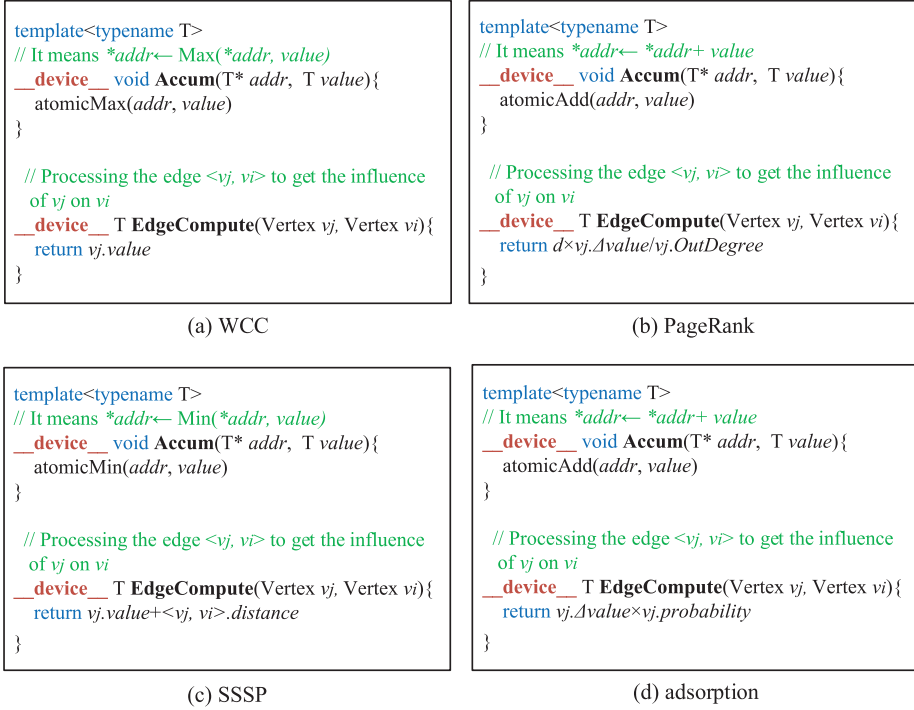 template<typename T>
// It means *addr← Max(*addr, value)
__device__ void Accum(T* addr, T value){
atomicMax(addr, value)
}
// Processing the edge <vj, vi> to get the influence
of vj on vi
__device__ T EdgeCompute(Vertex vj, Vertex vi){
return vj.value
}
(a) WCC
template<typename T>
// It means *addr← *addr+ value
__device__ void Accum(T* addr, T value){
atomicAdd(addr, value)
}
// Processing the edge <vj, vi> to get the influence
of vj on vi
__device__ T EdgeCompute(Vertex vj, Vertex vi){
return d×vj.Δvalue/vj.OutDegree
}
(b) PageRank
template<typename T>
// It means *addr← Min(*addr, value)
__device__ void Accum(T* addr, T value){
atomicMin(addr, value)
}
// Processing the edge <vj, vi> to get the influence
of vj on vi
__device__ T EdgeCompute(Vertex vj, Vertex vi){
return vj.value+<vj, vi>.distance
}
(c) SSSP
template<typename T>
// It means *addr← *addr+ value
__device__ void Accum(T* addr, T value){
atomicAdd(addr, value)
}
// Processing the edge <vj, vi> to get the influence
of vj on vi
__device__ T EdgeCompute(Vertex vj, Vertex vi){
return vj.Δvalue×vj.probability
}
(d) adsorption